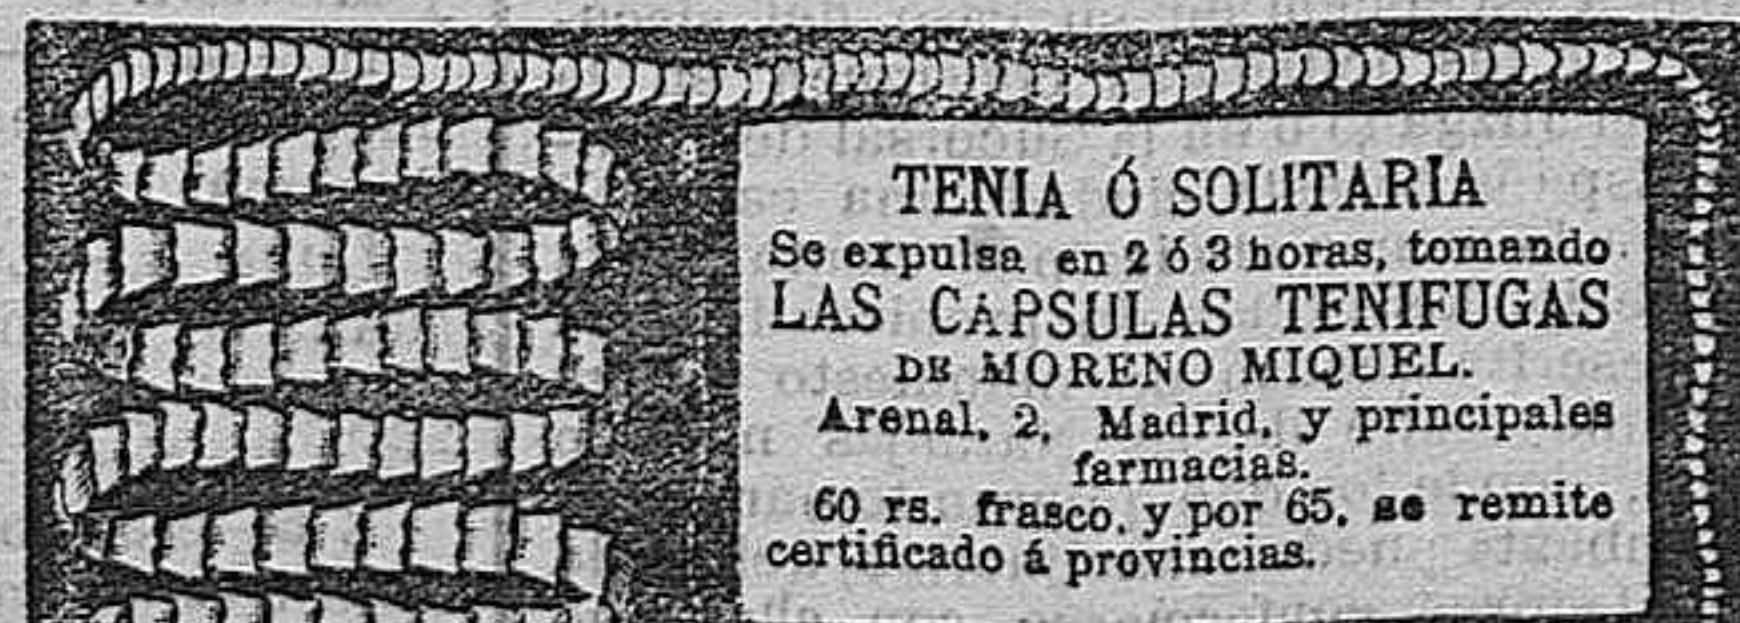 TENIA Ó SOLITARIA
Se expulsa en 2 ó 3 horas, tomando
LAS CAPSULAS TENIFUGAS
DE MORENO MIQUEL.
Arenal, 2, Madrid, y principales
farmacias.
60 rs. frasco, y por 65, se remite
certificado á provincias.